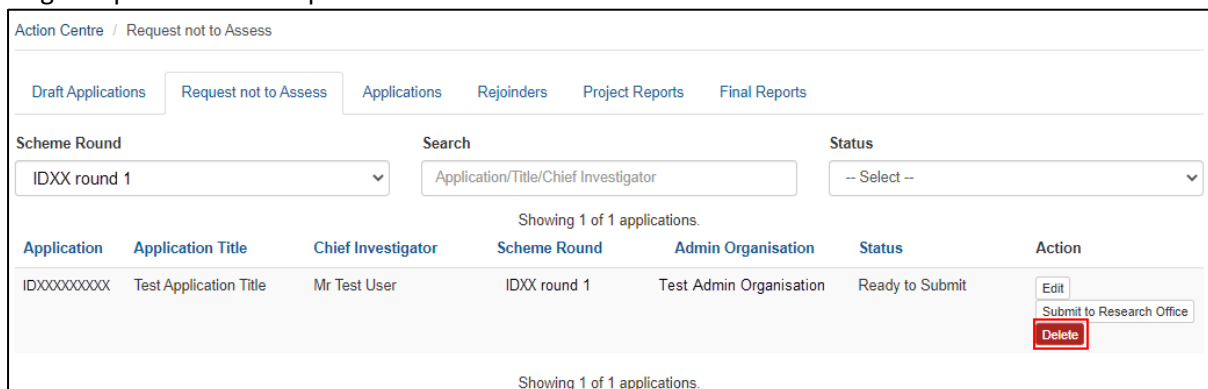 Action Centre / Request not to Assess
Draft Applications Request not to Assess Applications Rejoinders Project Reports Final Reports
Scheme Round Search Status
IDXX round 1 Application/Title/Chief Investigator -- Select --
Showing 1 of 1 applications.
Application Application Title Chief Investigator Scheme Round Admin Organisation Status Action
IDXXXXXXXXX Test Application Title Mr Test User IDXX round 1 Test Admin Organisation Ready to Submit Edit
Submit to Research Office
Delete
Showing 1 of 1 applications.